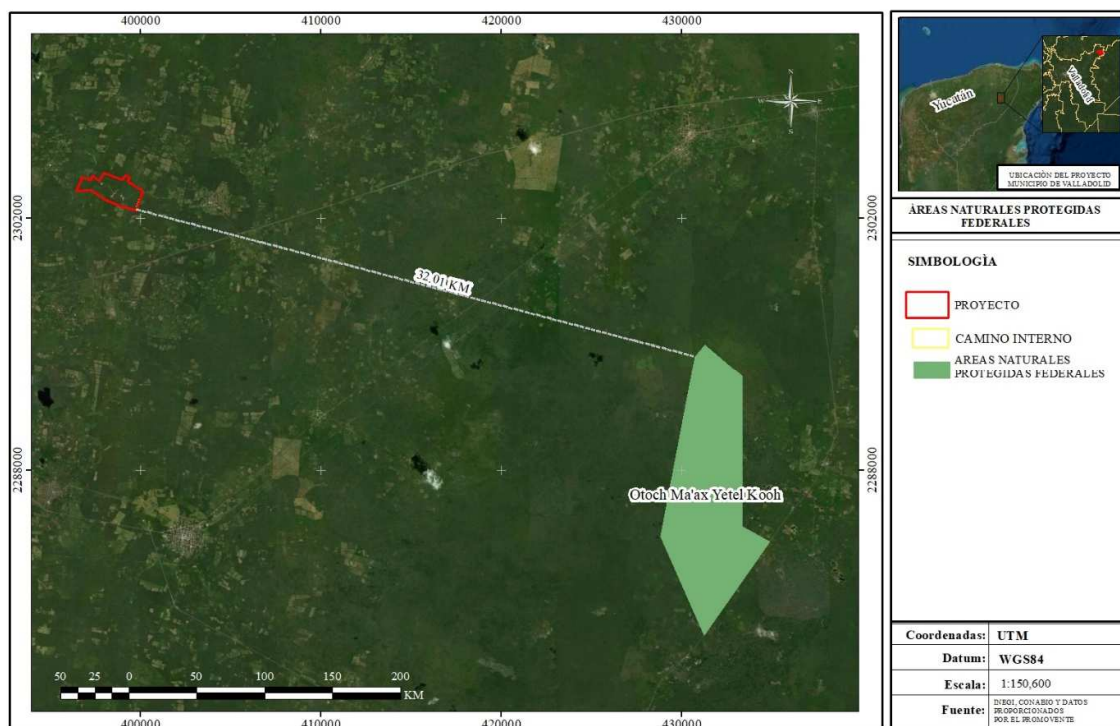 400000
410000
420000
430000
2302000
2302000
2288000
2288000
N
W
E
S
32.01 KM
Otoch Ma'ax Yetel Kooh
50 25 0 50 100 150 200
KM
400000
410000
420000
430000
Yucatán
Valladolid
UBICACIÓN DEL PROYECTO
MUNICIPIO DE VALLADOLID
ÁREAS NATURALES PROTEGIDAS
FEDERALES
SIMBOLOGÌA
PROYECTO
CAMINO INTERNO
AREAS NATURALES
PROTEGIDAS FEDERALES
Coordenadas: UTM
Datum: WGS84
Escala: 1:150,600
Fuente: INEGI, CONABIO Y DATOS
PROPORCIONADOS
POR EL PROMOVENTE